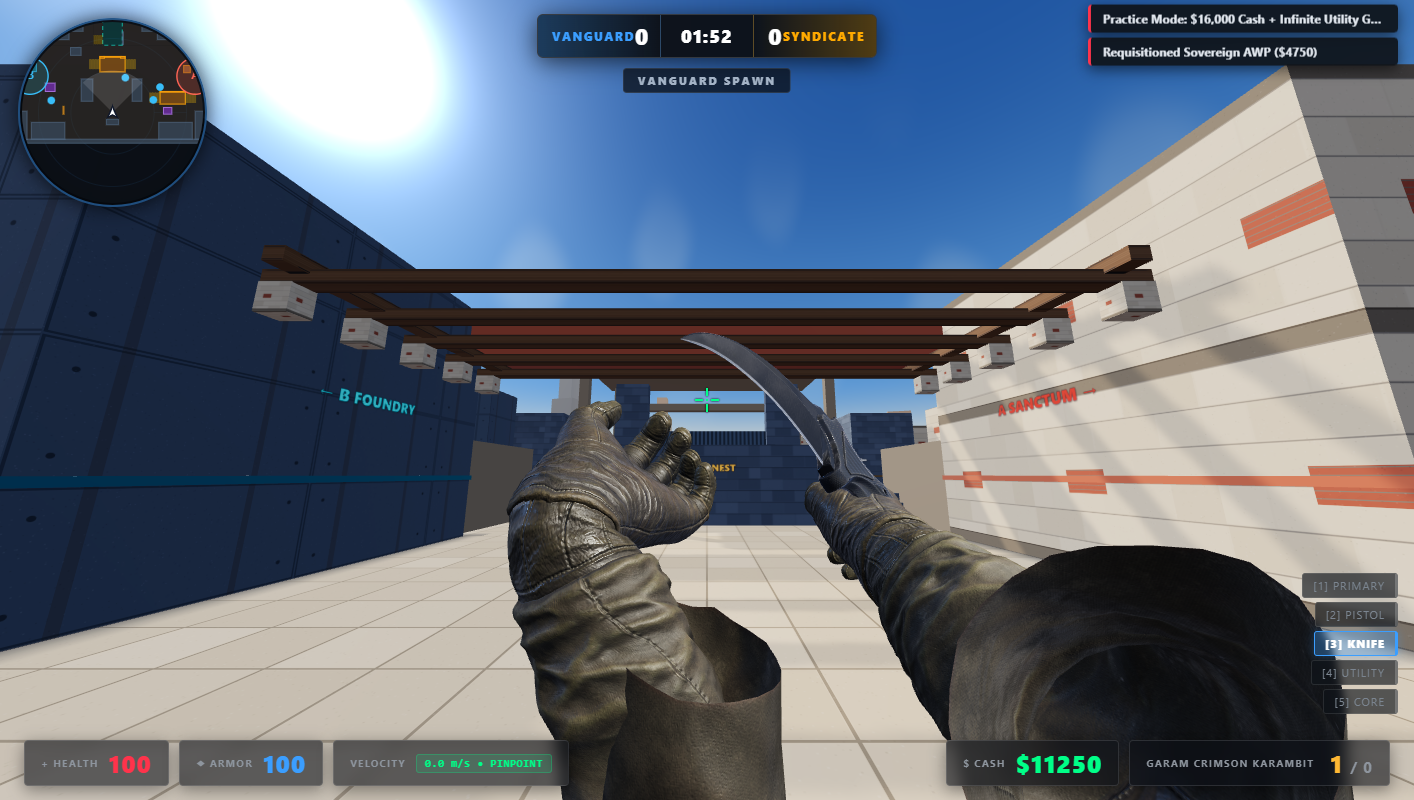 VANGUARD 0
01:52
0 SYNDICATE
VANGUARD SPAWN
Practice Mode: $16,000 Cash + Infinite Utility G...
Requisitioned Sovereign AWP ($4750)
← B FOUNDRY
A SANCTUM →
NEST
[1] PRIMARY
[2] PISTOL
[3] KNIFE
[4] UTILITY
[5] CORE
+ HEALTH 100
◆ ARMOR 100
VELOCITY 0.0 m/s • PINPOINT
$ CASH $11250
GARAM CRIMSON KARAMBIT 1 / 0